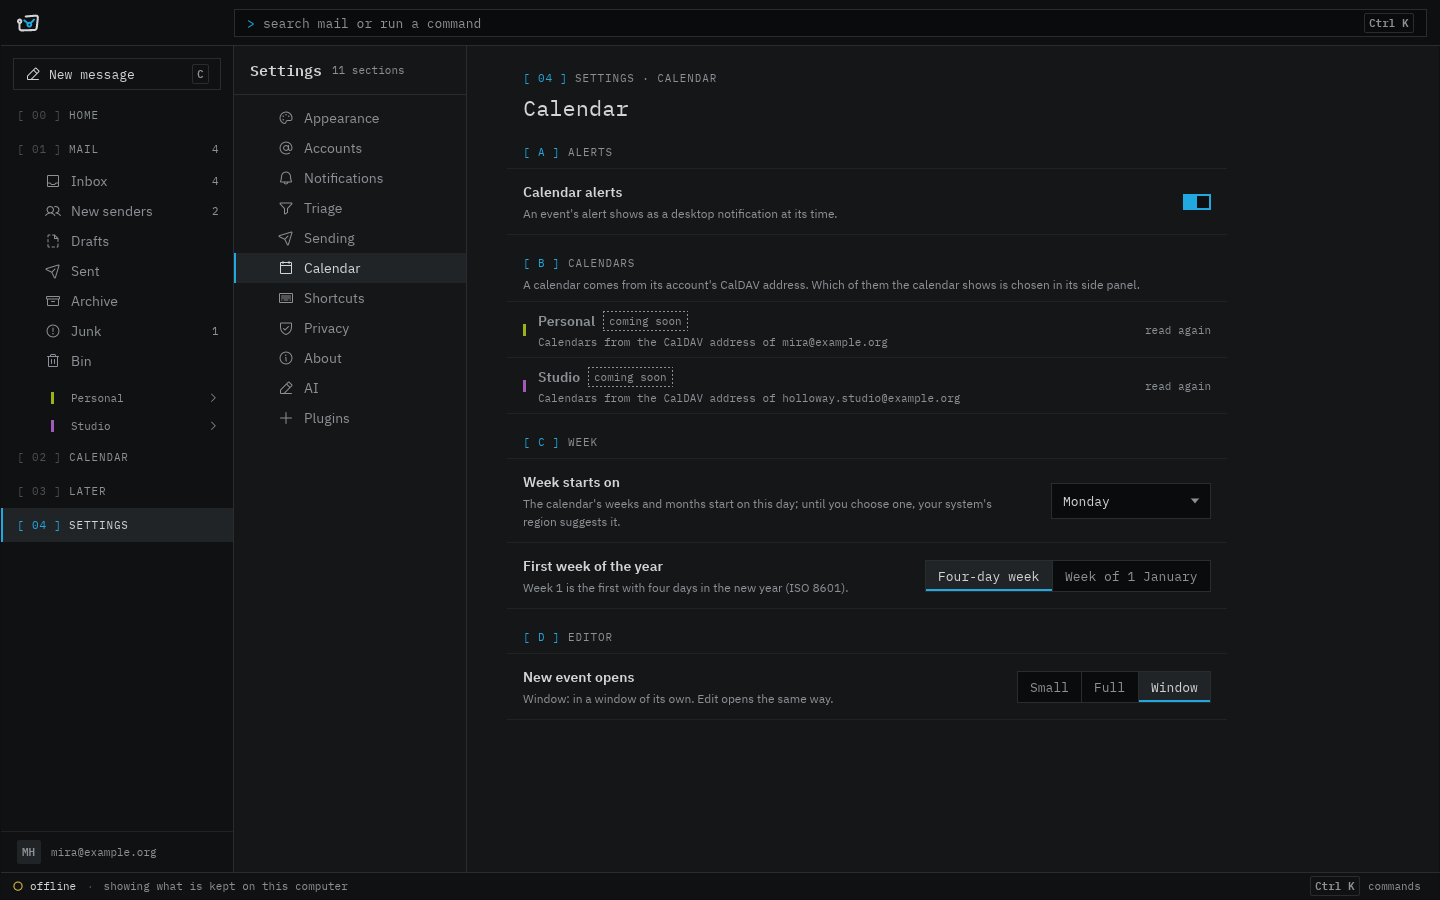 > search mail or run a command Ctrl K
New message C
[ 00 ] HOME
[ 01 ] MAIL 4
Inbox 4
New senders 2
Drafts
Sent
Archive
Junk 1
Bin
Personal
Studio
[ 02 ] CALENDAR
[ 03 ] LATER
[ 04 ] SETTINGS
MH mira@example.org
Settings 11 sections
Appearance
Accounts
Notifications
Triage
Sending
Calendar
Shortcuts
Privacy
About
AI
Plugins
[ 04 ] SETTINGS · CALENDAR
Calendar
[ A ] ALERTS
Calendar alerts
An event's alert shows as a desktop notification at its time.
[ B ] CALENDARS
A calendar comes from its account's CalDAV address. Which of them the calendar shows is chosen in its side panel.
Personal coming soon
Calendars from the CalDAV address of mira@example.org
read again
Studio coming soon
Calendars from the CalDAV address of holloway.studio@example.org
read again
[ C ] WEEK
Week starts on
The calendar's weeks and months start on this day; until you choose one, your system's
region suggests it.
Monday
First week of the year
Week 1 is the first with four days in the new year (ISO 8601).
Four-day week Week of 1 January
[ D ] EDITOR
New event opens
Window: in a window of its own. Edit opens the same way.
Small Full Window
offline · showing what is kept on this computer
Ctrl K commands